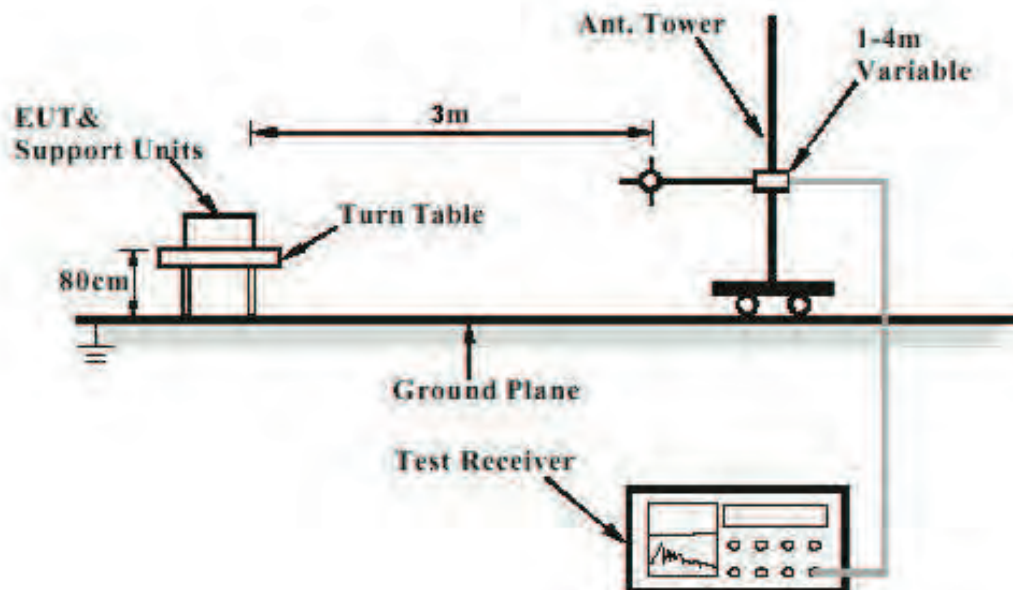 Ant. Tower
1-4m
Variable
EUT&
Support Units
3m
Turn Table
80cm
Ground Plane
Test Receiver